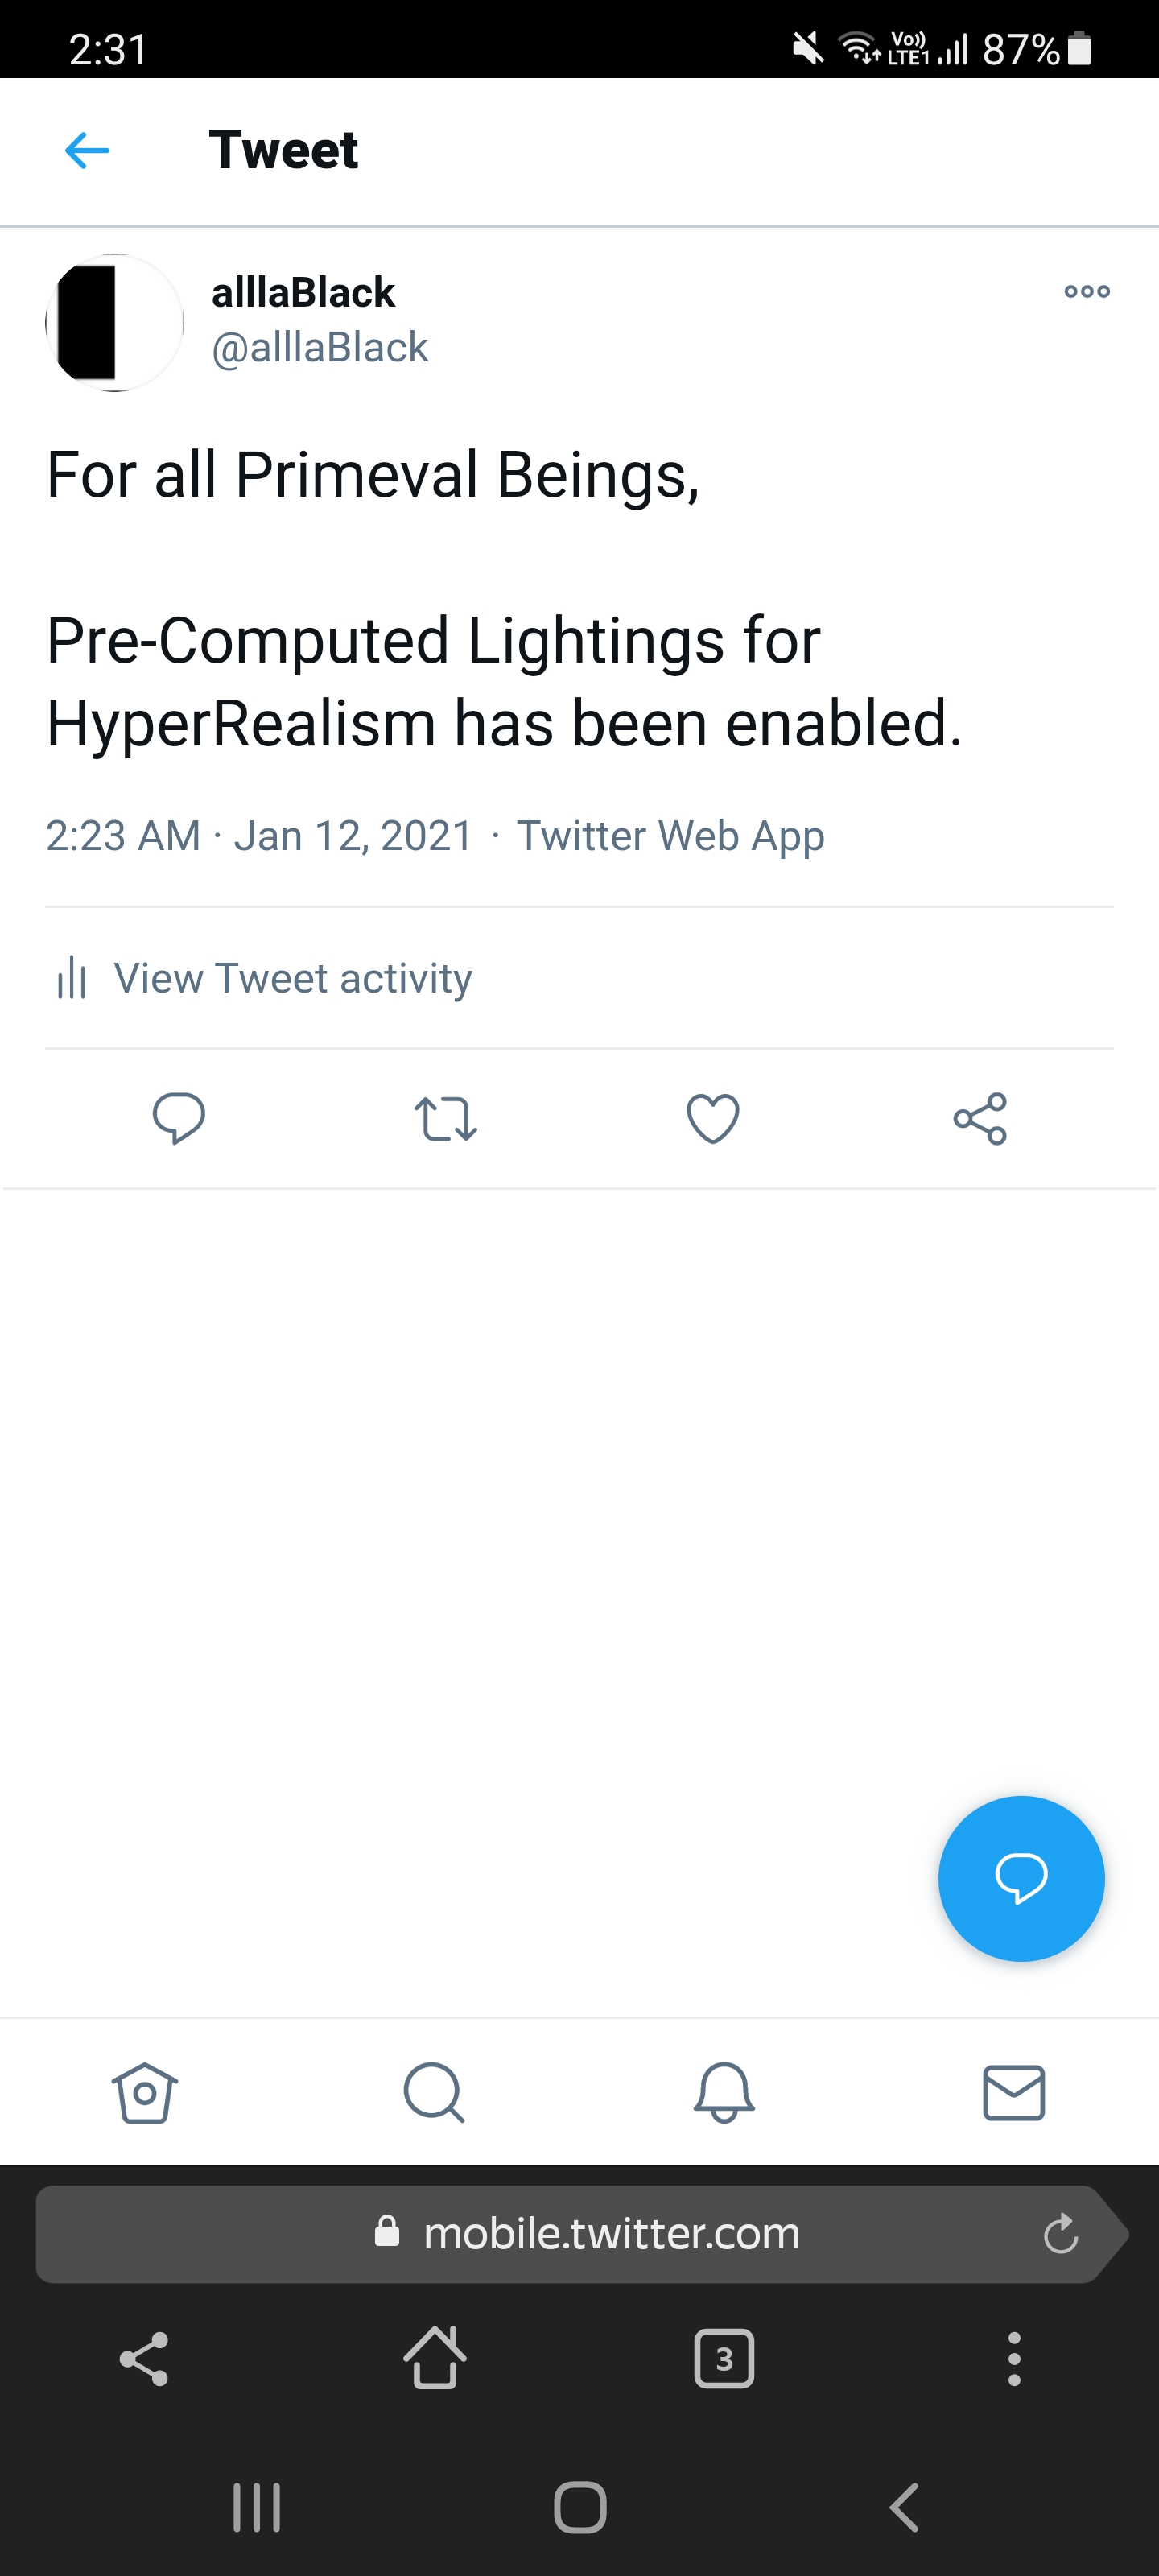 2:31
Vo)) LTE1 87%
Tweet
alllaBlack
@alllaBlack
For all Primeval Beings,
Pre-Computed Lightings for
HyperRealism has been enabled.
2:23 AM · Jan 12, 2021 · Twitter Web App
View Tweet activity
mobile.twitter.com
3